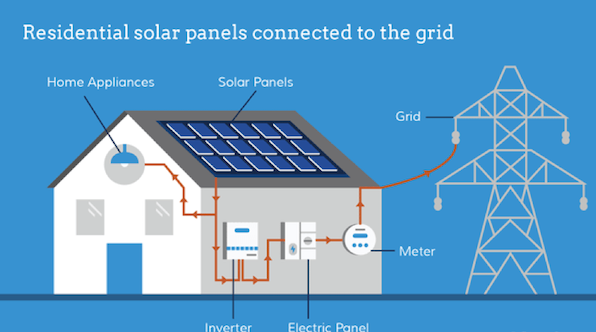 Residential solar panels connected to the grid
Home Appliances
Solar Panels
Grid
Meter
Inverter
Electric Panel